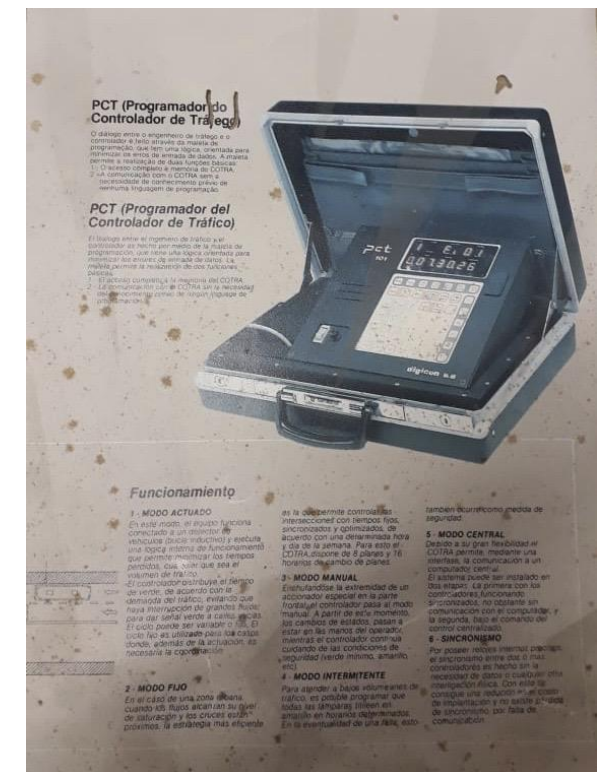 PCT (Programador do
Controlador de Tráfego)
O diálogo entre o engenheiro de tráfego e o
controlador é feito através da maleta de
programação, que tem uma lógica, orientada para
minimizar os erros de entrada de dados. A maleta
permite a realização de duas funções básicas:
1 - O acesso completo à memória do COTRA.
2 - A comunicação com o COTRA sem a
necessidade de conhecimento prévio de
nenhuma linguagem de programação.
PCT (Programador del
Controlador de Tráfico)
El diálogo entre el ingeniero de tráfico y el
controlador es hecho por medio de la maleta de
programación, que tiene una lógica orientada para
minimizar los errores de entrada de datos. La
maleta permite la realización de dos funciones
básicas:
1 - El acceso completo a la memoria del COTRA.
2 - La comunicación con el COTRA sin la necesidad
del conocimiento previo de ningún lenguaje de
programación.
pct
101
digicon s.a
Funcionamiento
1 - MODO ACTUADO
En este modo, el equipo funciona
conectado a un detector de
vehículos (bucle inductivo) y ejecuta
una lógica interna de funcionamiento
que permite minimizar los tiempos
perdidos, cual sea que sea el
volumen de tráfico.
El controlador distribuye el tiempo
de verde, de acuerdo con la
demanda del tráfico, evitando que
haya interrupción de grandes flujos
para dar señal verde a calles vacías.
El ciclo puede ser variable o fijo. El
ciclo fijo es utilizado para los casos
donde, además de la actuación, es
necesaria la coordinación.
2 - MODO FIJO
En el caso de una zona urbana,
cuando los flujos alcanzan su nivel
de saturación y los cruces están
próximos, la estrategia más eficiente
es la que permite controlar las
intersecciones con tiempos fijos,
sincronizados y optimizados, de
acuerdo con una determinada hora
y día de la semana. Para esto el
COTRA dispone de 8 planes y 16
horarios de cambio de planes.
3 - MODO MANUAL
Enchufándose la extremidad de un
accionador especial en la parte
frontal, el controlador pasa al modo
manual. A partir de este momento,
los cambios de estados, pasan a
estar en las manos del operador,
mientras el controlador continúa
cuidando de las condiciones de
seguridad (verde mínimo, amarillo,
etc).
4 - MODO INTERMITENTE
Para atender a bajos volúmenes de
tráfico, es posible programar que
todas las lámparas titileen en
amarillo en horarios determinados.
En la eventualidad de una falla, esto
también ocurrirá como medida de
seguridad.
5 - MODO CENTRAL
Debido a su gran flexibilidad el
COTRA permite, mediante una
interfase, la comunicación a un
computador central.
El sistema puede ser instalado en
dos etapas. La primera con los
controladores funcionando
sincronizados, no obstante sin
comunicación con el computador, y
la segunda, bajo el comando del
control centralizado.
6 - SINCRONISMO
Por poseer relojes internos precisos,
el sincronismo entre dos o más
controladores es hecho sin la
necesidad de datos o cualquier otra
interligación física. Con esto se
consigue una reducción en el costo
de implantación y no existe pérdida
de sincronismo, por falta de
comunicación.